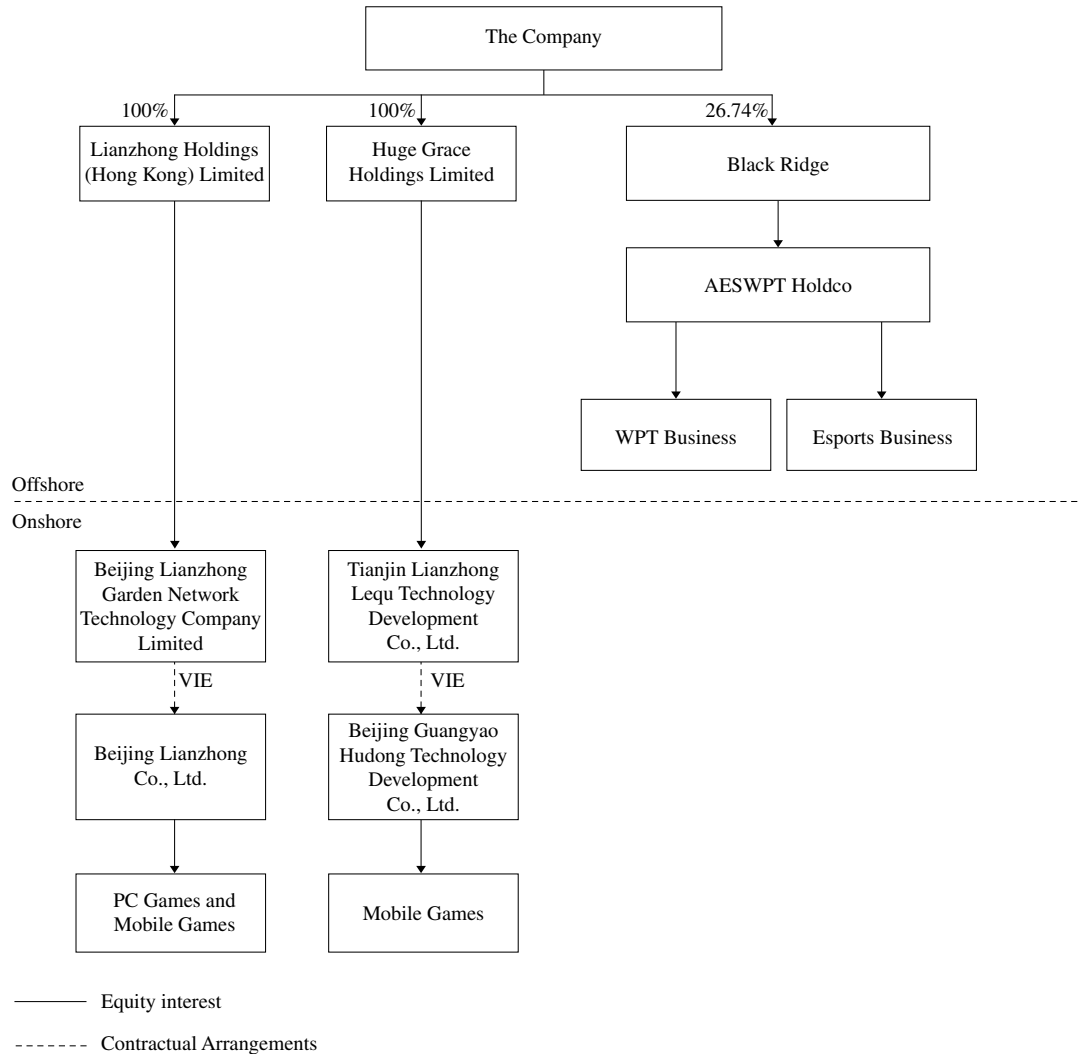 The Company
100%
100%
26.74%
Lianzhong Holdings
(Hong Kong) Limited
Huge Grace
Holdings Limited
Black Ridge
AESWPT Holdco
WPT Business
Esports Business
Offshore
Onshore
Beijing Lianzhong
Garden Network
Technology Company
Limited
Tianjin Lianzhong
Lequ Technology
Development
Co., Ltd.
VIE
VIE
Beijing Lianzhong
Co., Ltd.
Beijing Guangyao
Hudong Technology
Development
Co., Ltd.
PC Games and
Mobile Games
Mobile Games
Equity interest
Contractual Arrangements